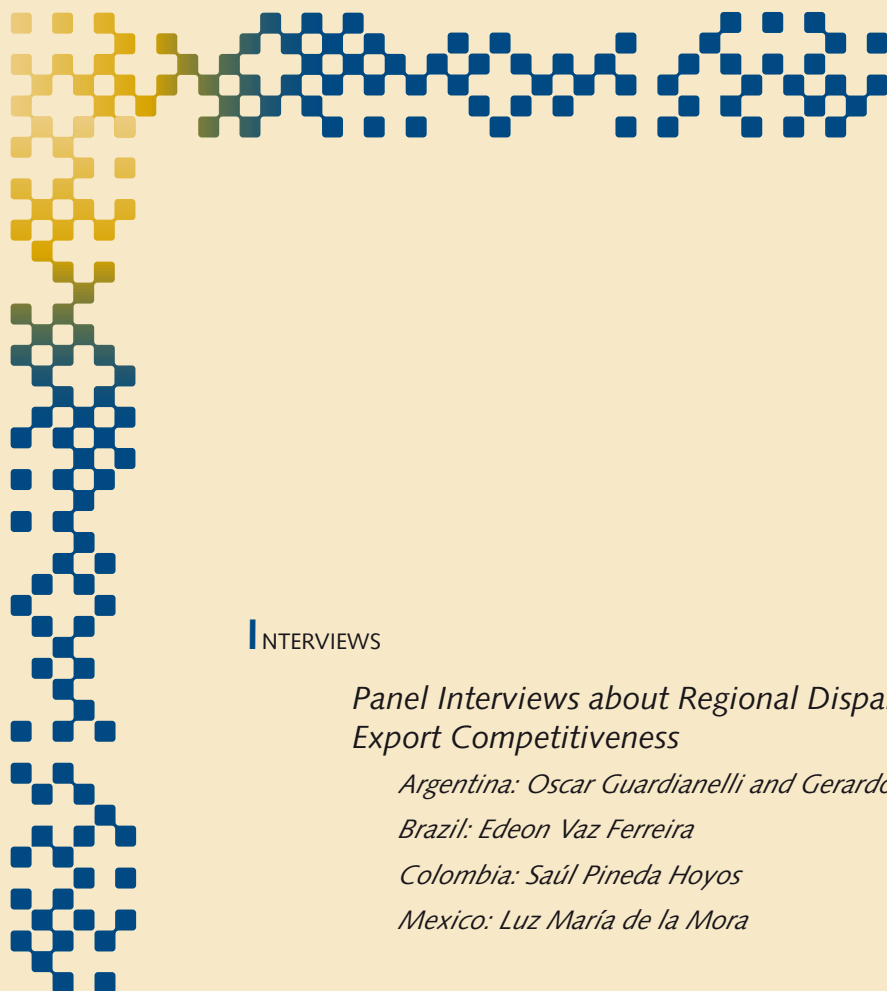 INTERVIEWS
Panel Interviews about Regional
Export Competitiveness
Argentina: Oscar Guardianelli and Gerardo
Brazil: Edeon Vaz Ferreira
Colombia: Saúl Pineda Hoyos
Mexico: Luz María de la Mora